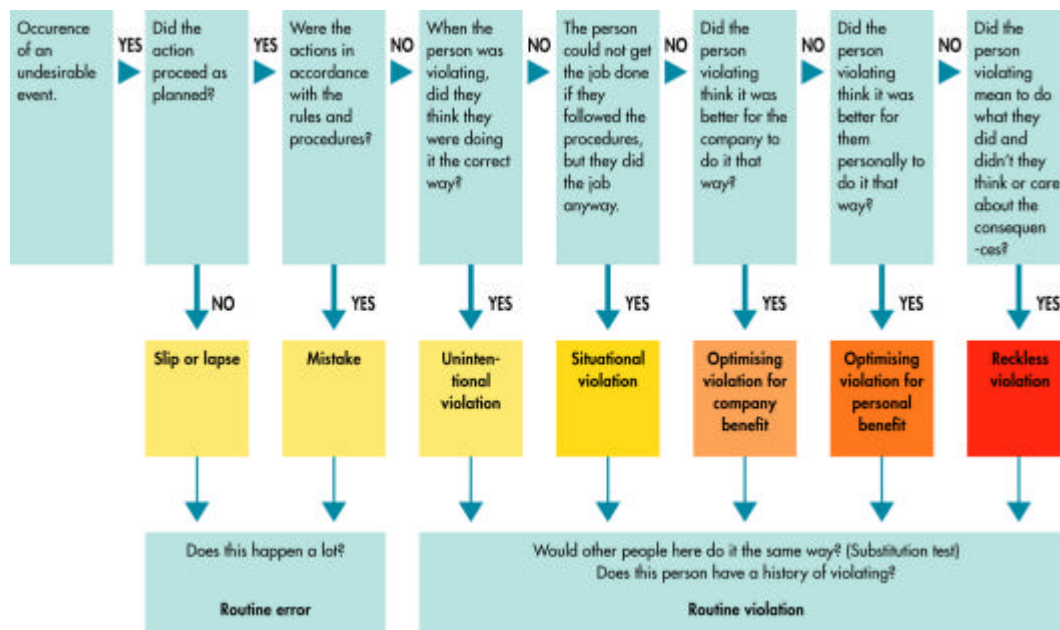 Occurence
of an
undesirable
event.
YES
Did the
action
proceed as
planned?
YES
Were the
actions in
accordance
with the
rules and
procedures?
NO
When the
person was
violating,
did they
think they
were doing
it the correct
way?
NO
The person
could not get
the job done
if they
followed the
procedures,
but they did
the job
anyway.
NO
Did the
person
violating
think it was
better for the
company to
do it that
way?
NO
Did the
person
violating
think it was
better for
them
personally to
do it that
way?
NO
Did the
person
violating
mean to do
what they
did and
didn't they
think or care
about the
consequen
-ces?
NO
YES
YES
YES
YES
YES
YES
Slip or lapse
Mistake
Uninten-
tional
violation
Situational
violation
Optimising
violation for
company
benefit
Optimising
violation for
personal
benefit
Reckless
violation
Does this happen a lot?
Routine error
Would other people here do it the same way? (Substitution test)
Does this person have a history of violating?
Routine violation